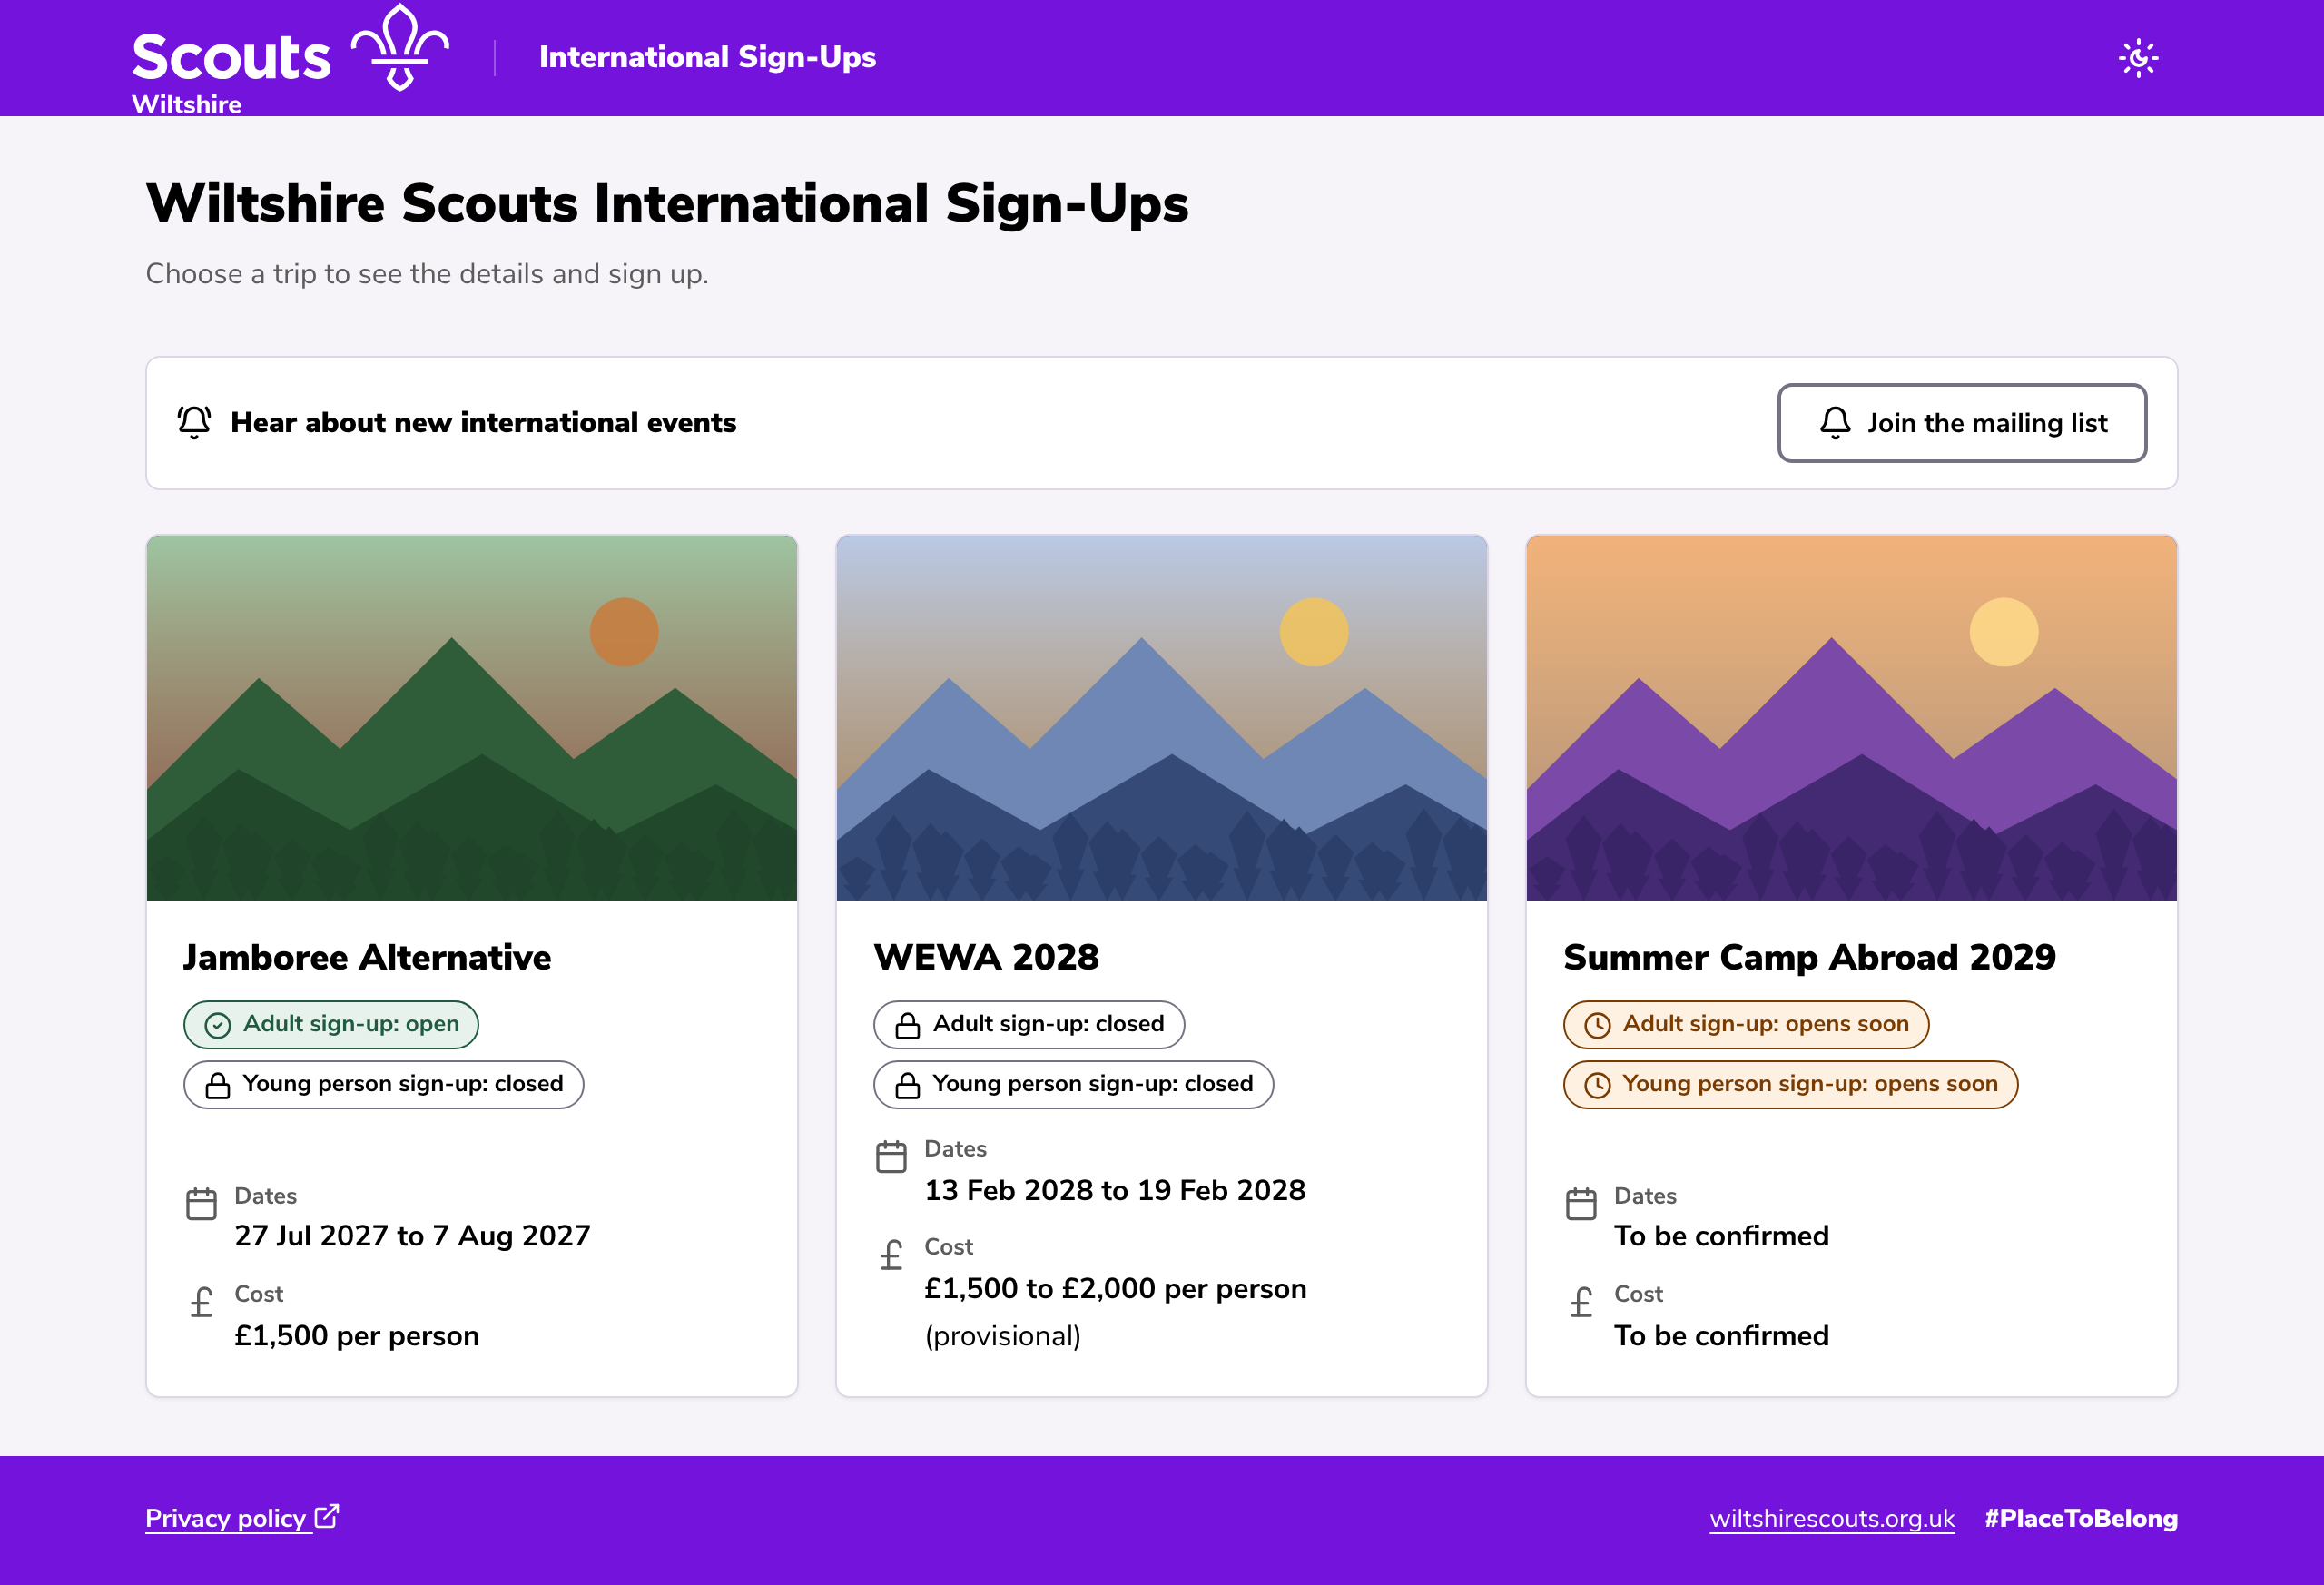 Scouts
Wiltshire
International Sign-Ups
Wiltshire Scouts International Sign-Ups
Choose a trip to see the details and sign up.
Hear about new international events
Join the mailing list
Jamboree Alternative
Adult sign-up: open
Young person sign-up: closed
Dates
27 Jul 2027 to 7 Aug 2027
Cost
£1,500 per person
WEWA 2028
Adult sign-up: closed
Young person sign-up: closed
Dates
13 Feb 2028 to 19 Feb 2028
Cost
£1,500 to £2,000 per person
(provisional)
Summer Camp Abroad 2029
Adult sign-up: opens soon
Young person sign-up: opens soon
Dates
To be confirmed
Cost
To be confirmed
Privacy policy
wiltshirescouts.org.uk
#PlaceToBelong